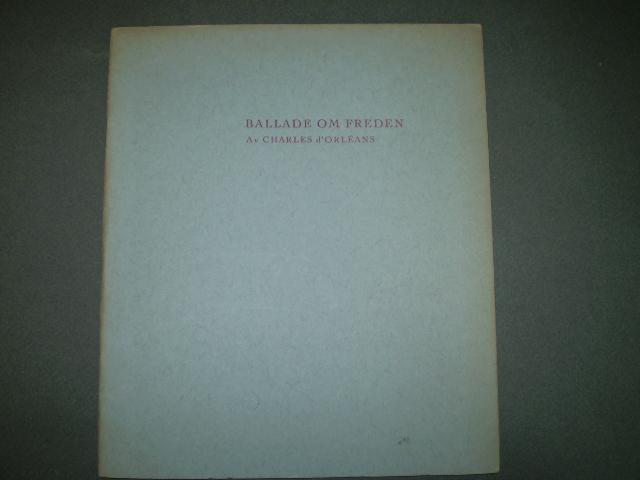 BALLADE OM FREDEN
Av CHARLES d'ORLÉANS